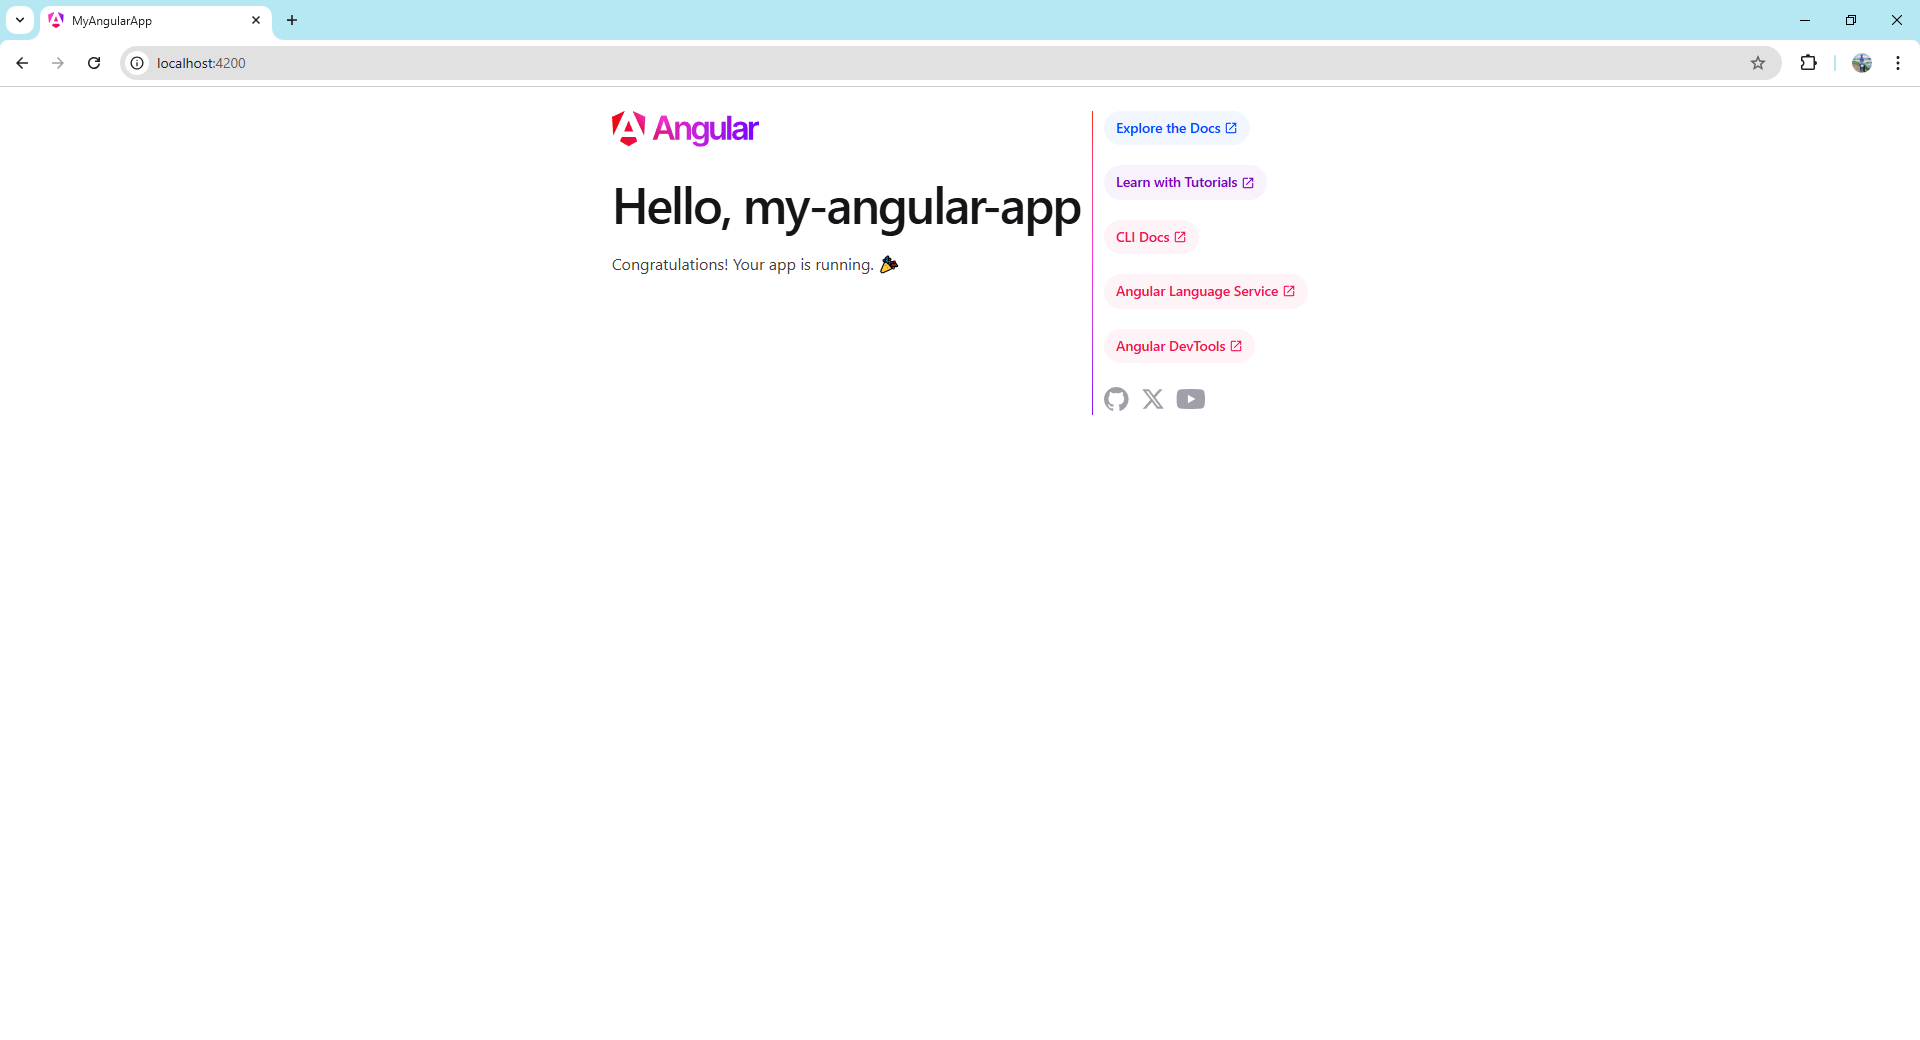 MyAngularApp
localhost:4200
Angular
Hello, my-angular-app
Congratulations! Your app is running. 🎉
Explore the Docs
Learn with Tutorials
CLI Docs
Angular Language Service
Angular DevTools